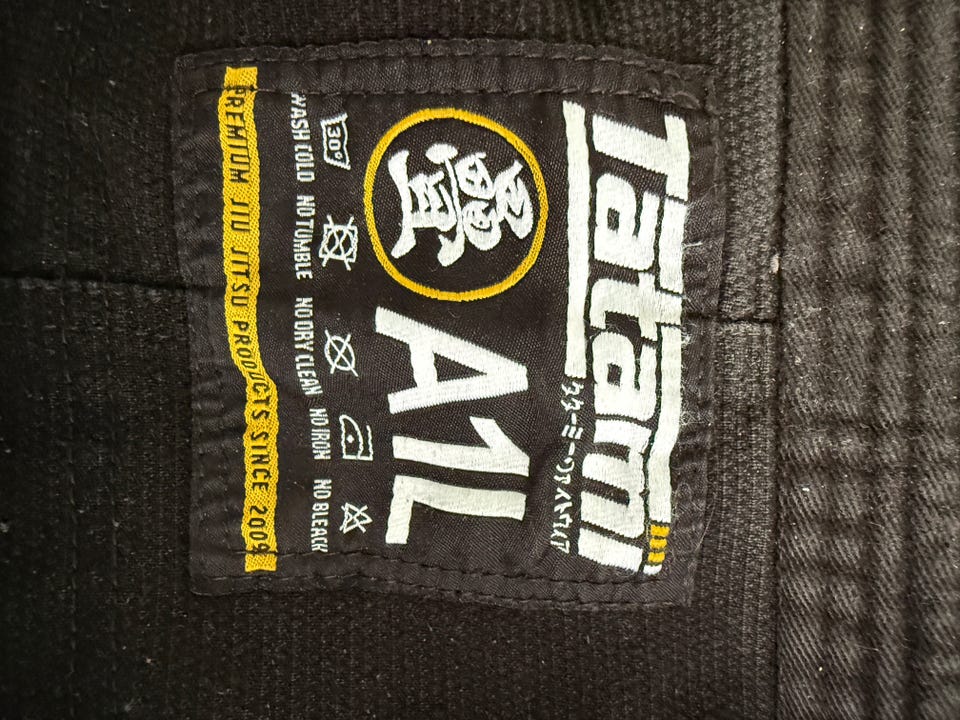 Tatami
A1L
30°
WASH COLD NO TUMBLE NO DRY CLEAN NO IRON NO BLEACH
PREMIUM JIU JITSU PRODUCTS SINCE 2009